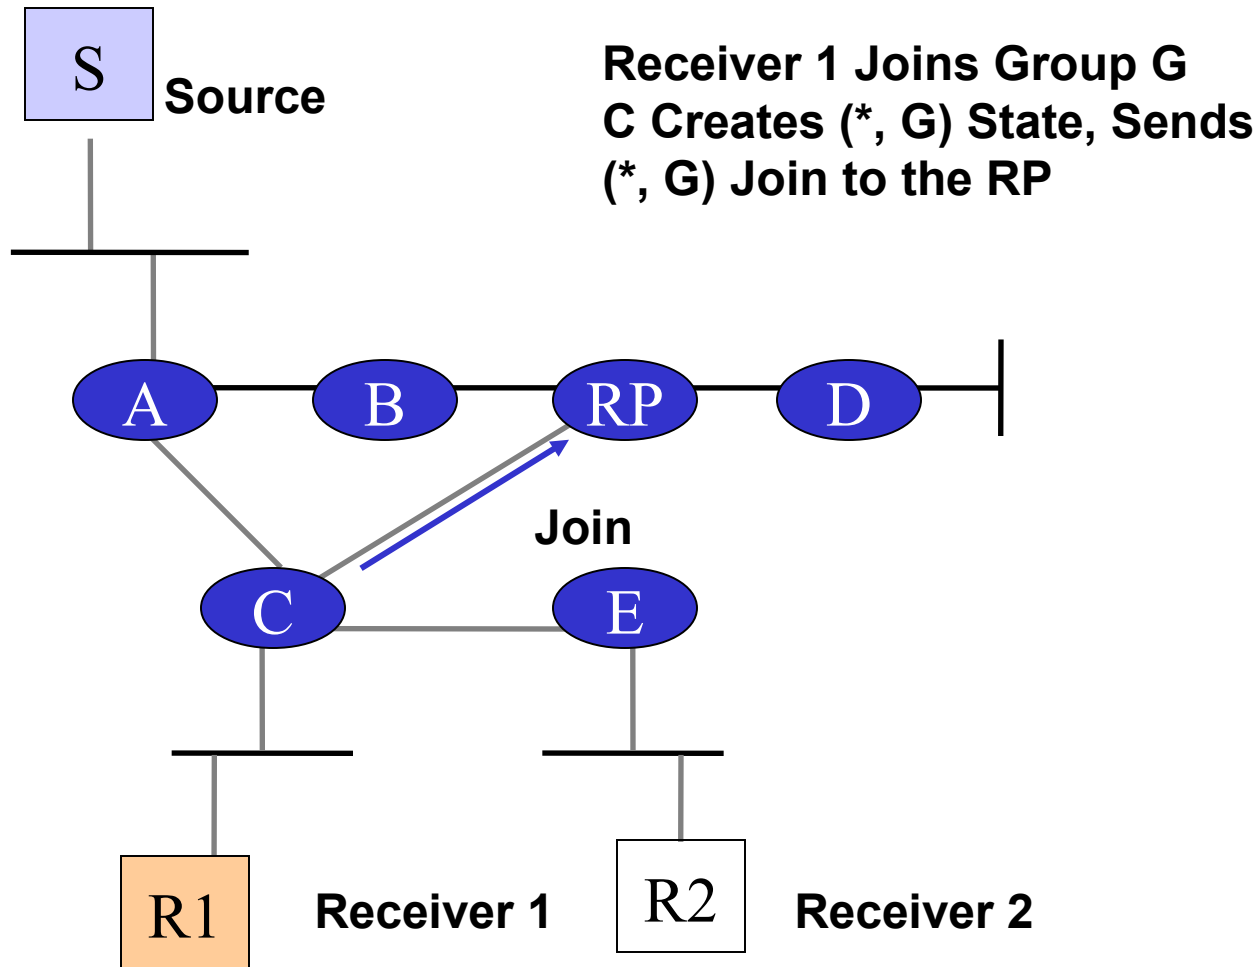 S
Source
Receiver 1 Joins Group G
C Creates (*, G) State, Sends
(*, G) Join to the RP
A
B
RP
D
Join
C
E
R1
Receiver 1
R2
Receiver 2